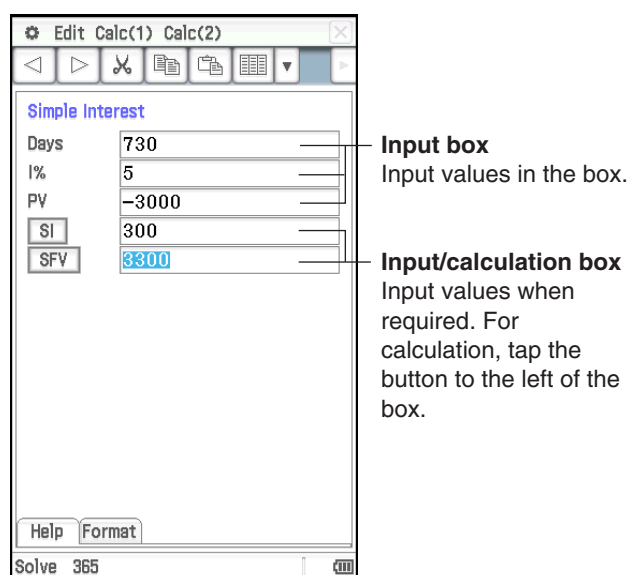 Edit Calc(1) Calc(2)
Simple Interest
Days 730
I% 5
PV −3000
SI 300
SFV 3300
Help Format
Solve 365
Input box
Input values in the box.
Input/calculation box
Input values when
required. For
calculation, tap the
button to the left of the
box.